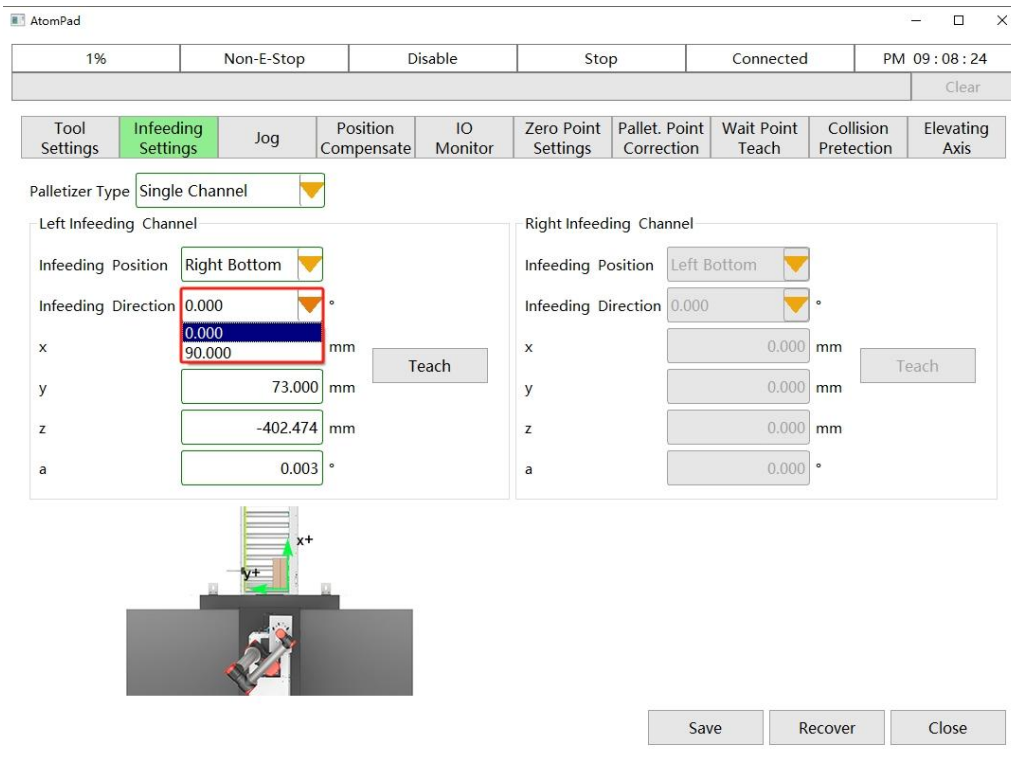 AtomPad
1% Non-E-Stop Disable Stop Connected PM 09:08:24
Clear
Tool Settings
Infeeding Settings
Jog
Position Compensate
IO Monitor
Zero Point Settings
Pallet. Point Correction
Wait Point Teach
Collision Pretection
Elevating Axis
Palletizer Type Single Channel
Left Infeeding Channel
Infeeding Position Right Bottom
Infeeding Direction 0.000 °
0.000
90.000
x mm
Teach
y 73.000 mm
z -402.474 mm
a 0.003 °
Right Infeeding Channel
Infeeding Position Left Bottom
Infeeding Direction 0.000 °
x 0.000 mm
Teach
y 0.000 mm
z 0.000 mm
a 0.000 °
x+
y+
Save Recover Close